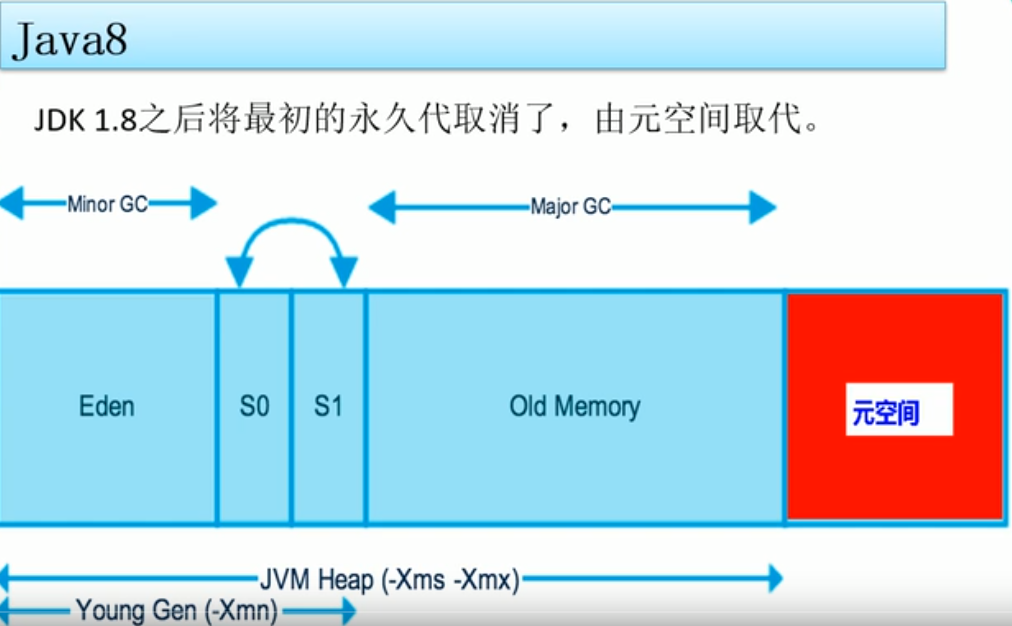 Java8
JDK 1.8之后将最初的永久代取消了，由元空间取代。
Minor GC
Major GC
Eden
S0
S1
Old Memory
元空间
JVM Heap (-Xms -Xmx)
Young Gen (-Xmn)